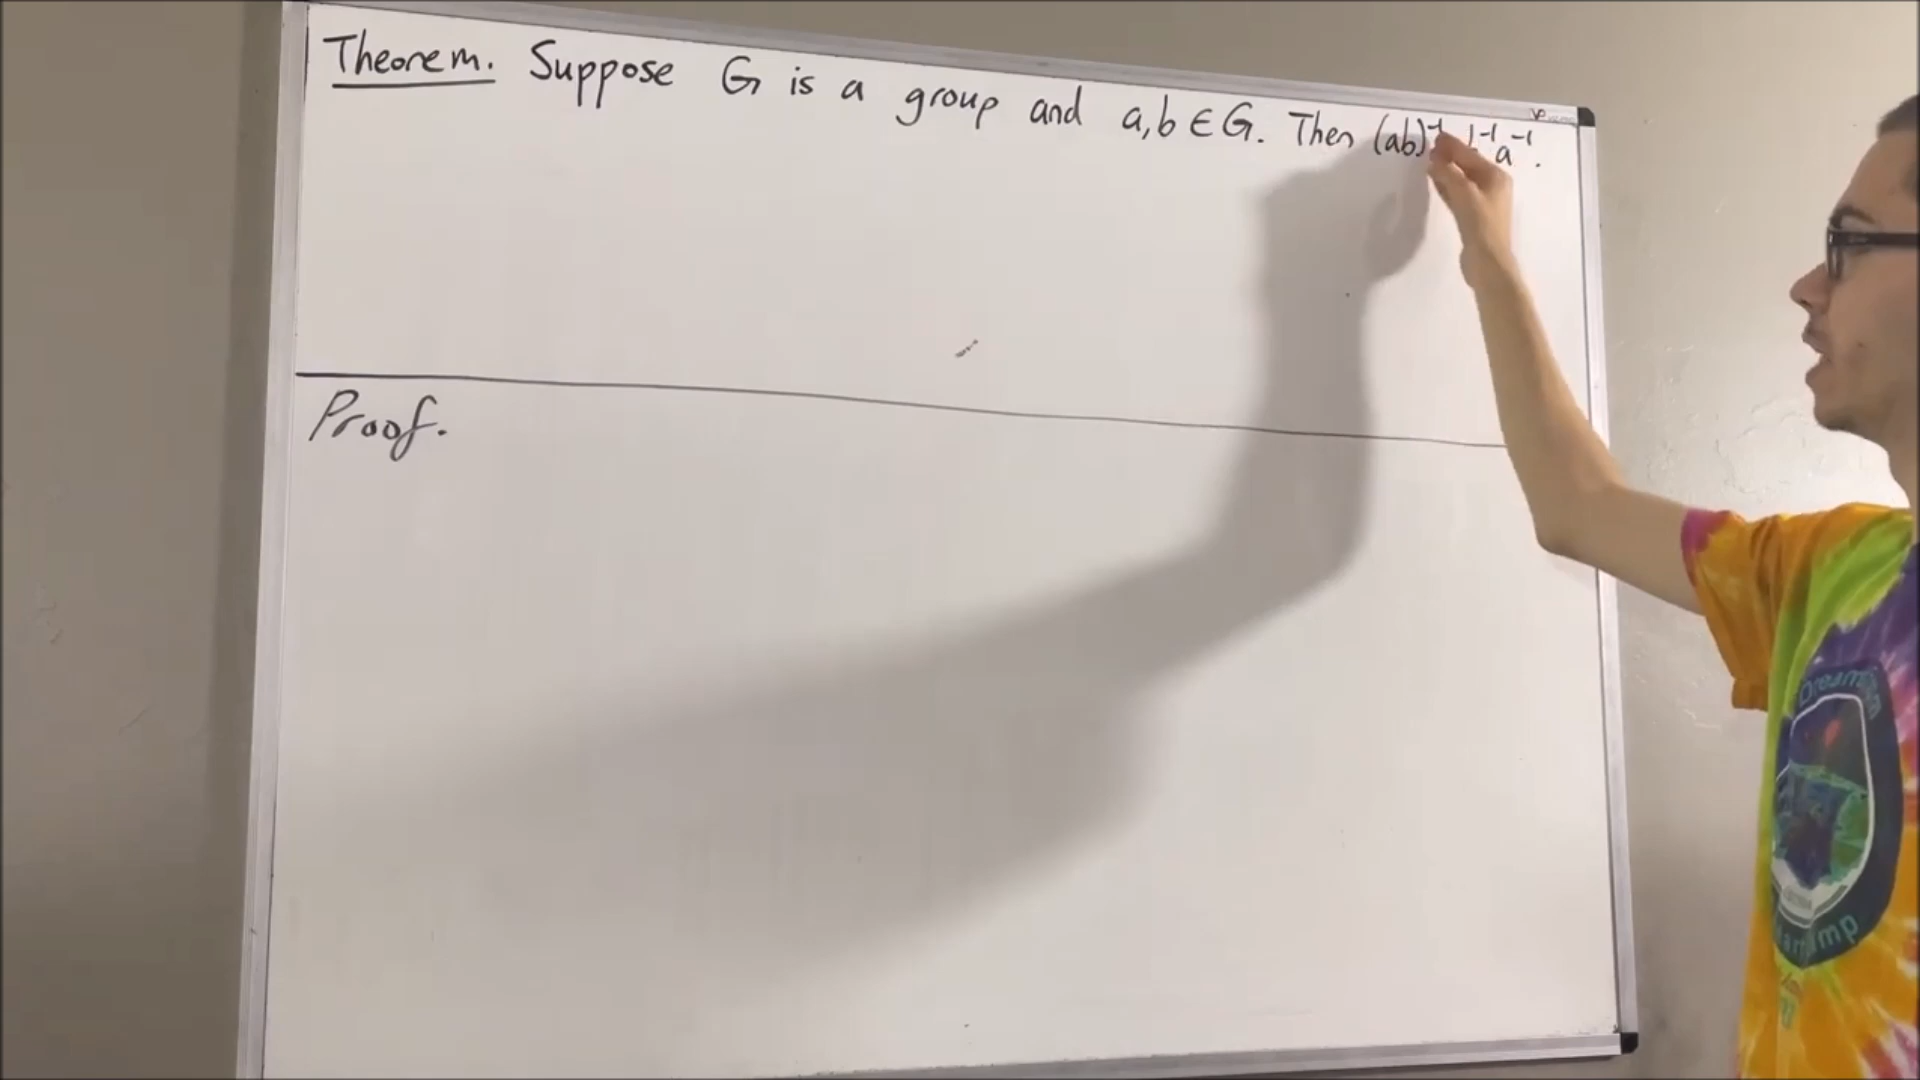 Theorem. Suppose G is a group and a,b ∈ G. Then (ab)⁻¹ ⁻¹a⁻¹.
Proof.